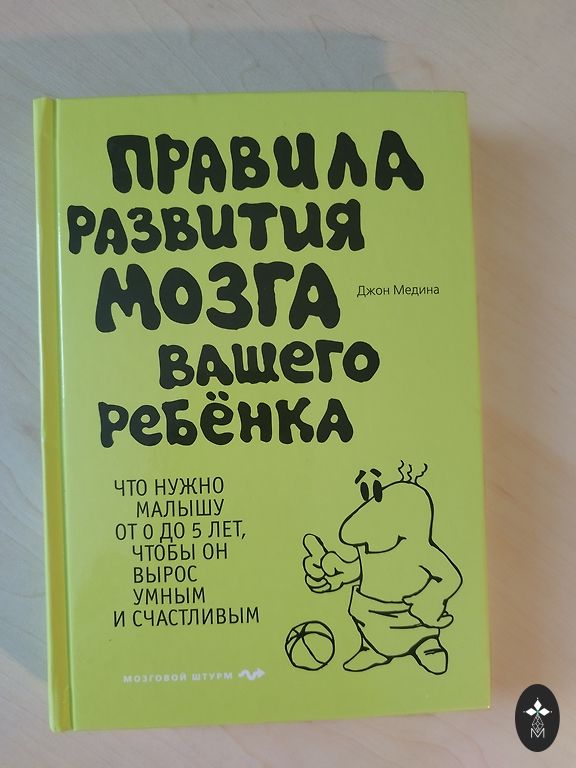 ПРАВИЛА
РАЗВИТИЯ
МОЗГА
Джон Медина
ВАШЕГО
РЕБЁНКА
ЧТО НУЖНО
МАЛЫШУ
ОТ 0 ДО 5 ЛЕТ,
ЧТОБЫ ОН
ВЫРОС
УМНЫМ
И СЧАСТЛИВЫМ
МОЗГОВОЙ ШТУРМ
M